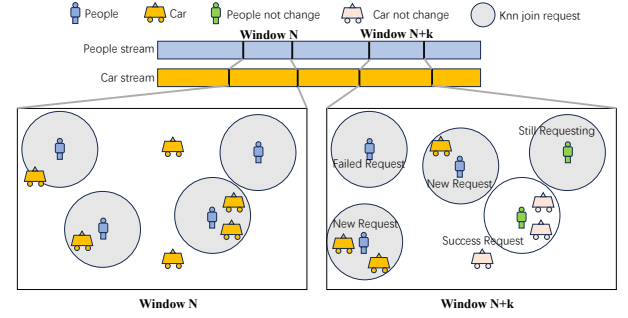 People
Car
People not change
Car not change
Knn join request
Window N
Window N+k
People stream
Car stream
Still Requesting
Failed Request
New Request
New Request
Success Request
Window N
Window N+k